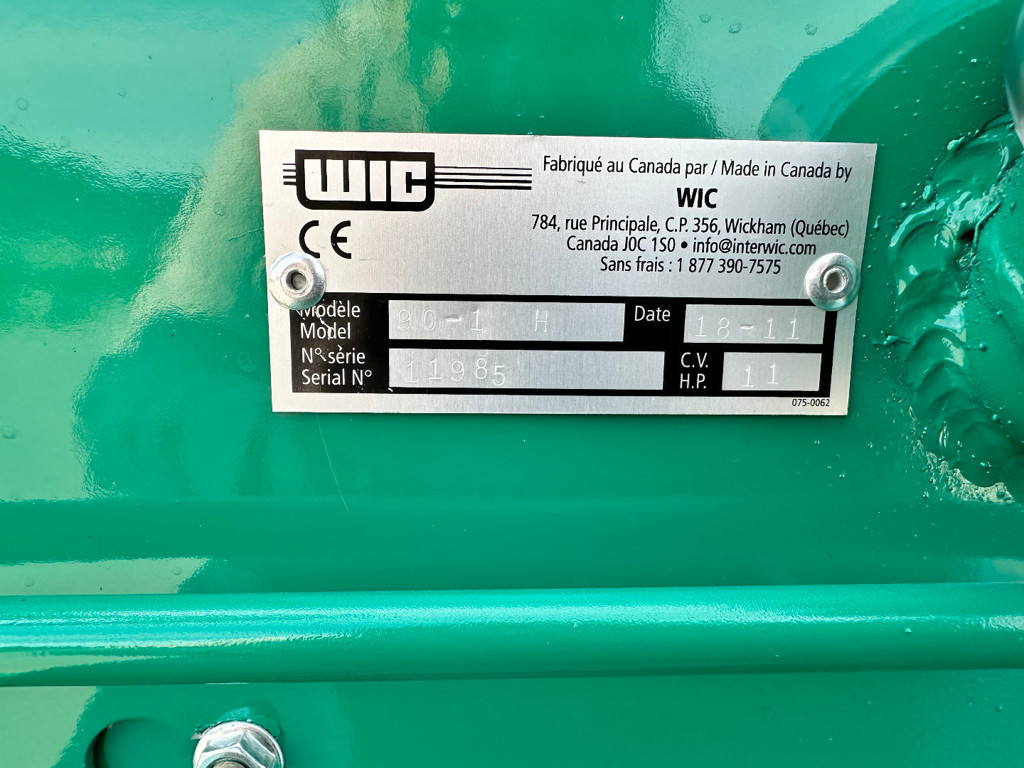 WIC
Fabriqué au Canada par / Made in Canada by
WIC
784, rue Principale, C.P. 356, Wickham (Québec)
Canada J0C 1S0 • info@interwic.com
Sans frais : 1 877 390-7575
CE
Modèle
Model
90-1 H
Date
18-11
N° série
Serial N°
11985
C.V.
H.P.
11
075-0062